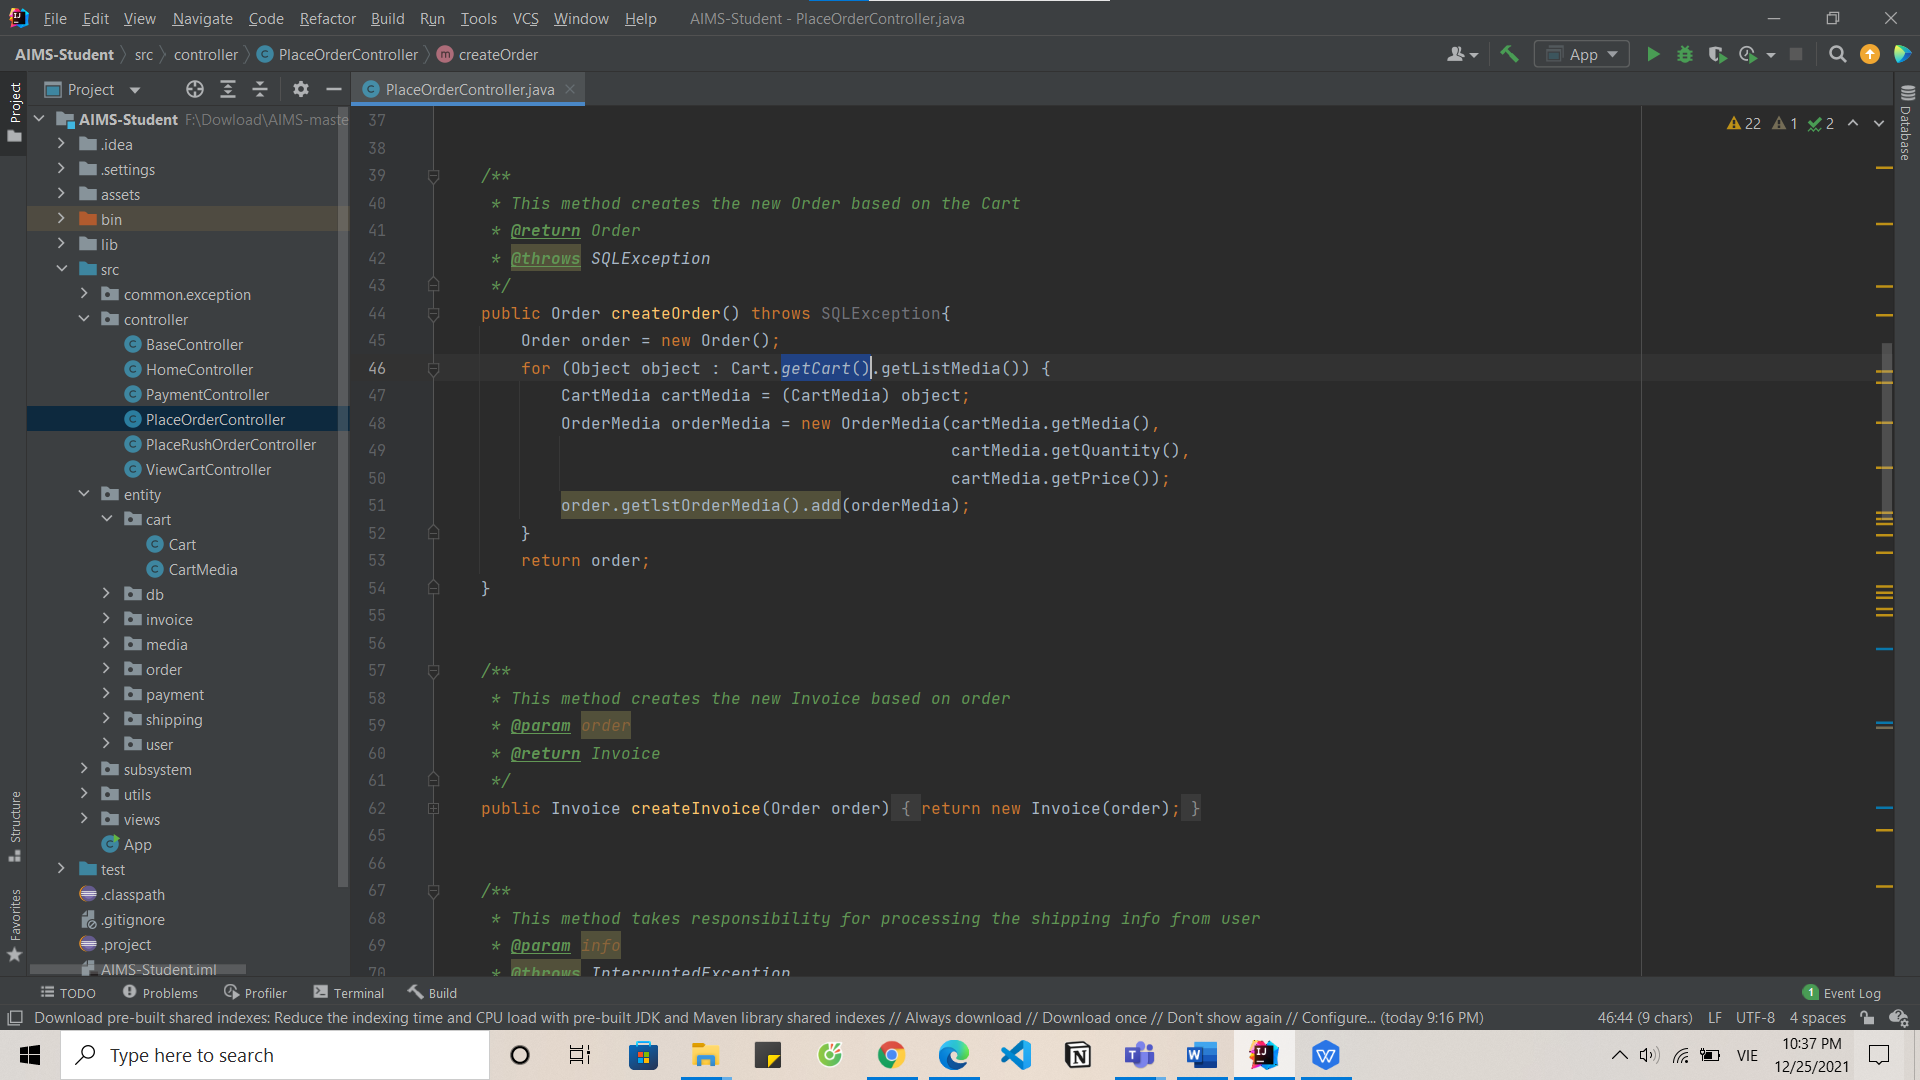 File Edit View Navigate Code Refactor Build Run Tools VCS Window Help AIMS-Student - PlaceOrderController.java
AIMS-Student src controller PlaceOrderController createOrder App
Project
PlaceOrderController.java
Project
Structure
Favorites
Database
AIMS-Student F:\Dowload\AIMS-maste
.idea
.settings
assets
bin
lib
src
common.exception
controller
BaseController
HomeController
PaymentController
PlaceOrderController
PlaceRushOrderController
ViewCartController
entity
cart
Cart
CartMedia
db
invoice
media
order
payment
shipping
user
subsystem
utils
views
App
test
.classpath
.gitignore
.project
AIMS-Student.iml
22 1 2
37
38
39 /**
40 * This method creates the new Order based on the Cart
41 * @return Order
42 * @throws SQLException
43 */
44 public Order createOrder() throws SQLException{
45 Order order = new Order();
46 for (Object object : Cart.getCart().getListMedia()) {
47 CartMedia cartMedia = (CartMedia) object;
48 OrderMedia orderMedia = new OrderMedia(cartMedia.getMedia(),
49 cartMedia.getQuantity(),
50 cartMedia.getPrice());
51 order.getlstOrderMedia().add(orderMedia);
52 }
53 return order;
54 }
55
56
57 /**
58 * This method creates the new Invoice based on order
59 * @param order
60 * @return Invoice
61 */
62 public Invoice createInvoice(Order order) { return new Invoice(order); }
65
66
67 /**
68 * This method takes responsibility for processing the shipping info from user
69 * @param info
70 * @throws InterruptedException
TODO Problems Profiler Terminal Build 1 Event Log
Download pre-built shared indexes: Reduce the indexing time and CPU load with pre-built JDK and Maven library shared indexes // Always download // Download once // Don't show again // Configure... (today 9:16 PM) 46:44 (9 chars) LF UTF-8 4 spaces
Type here to search
VIE
10:37 PM
12/25/2021